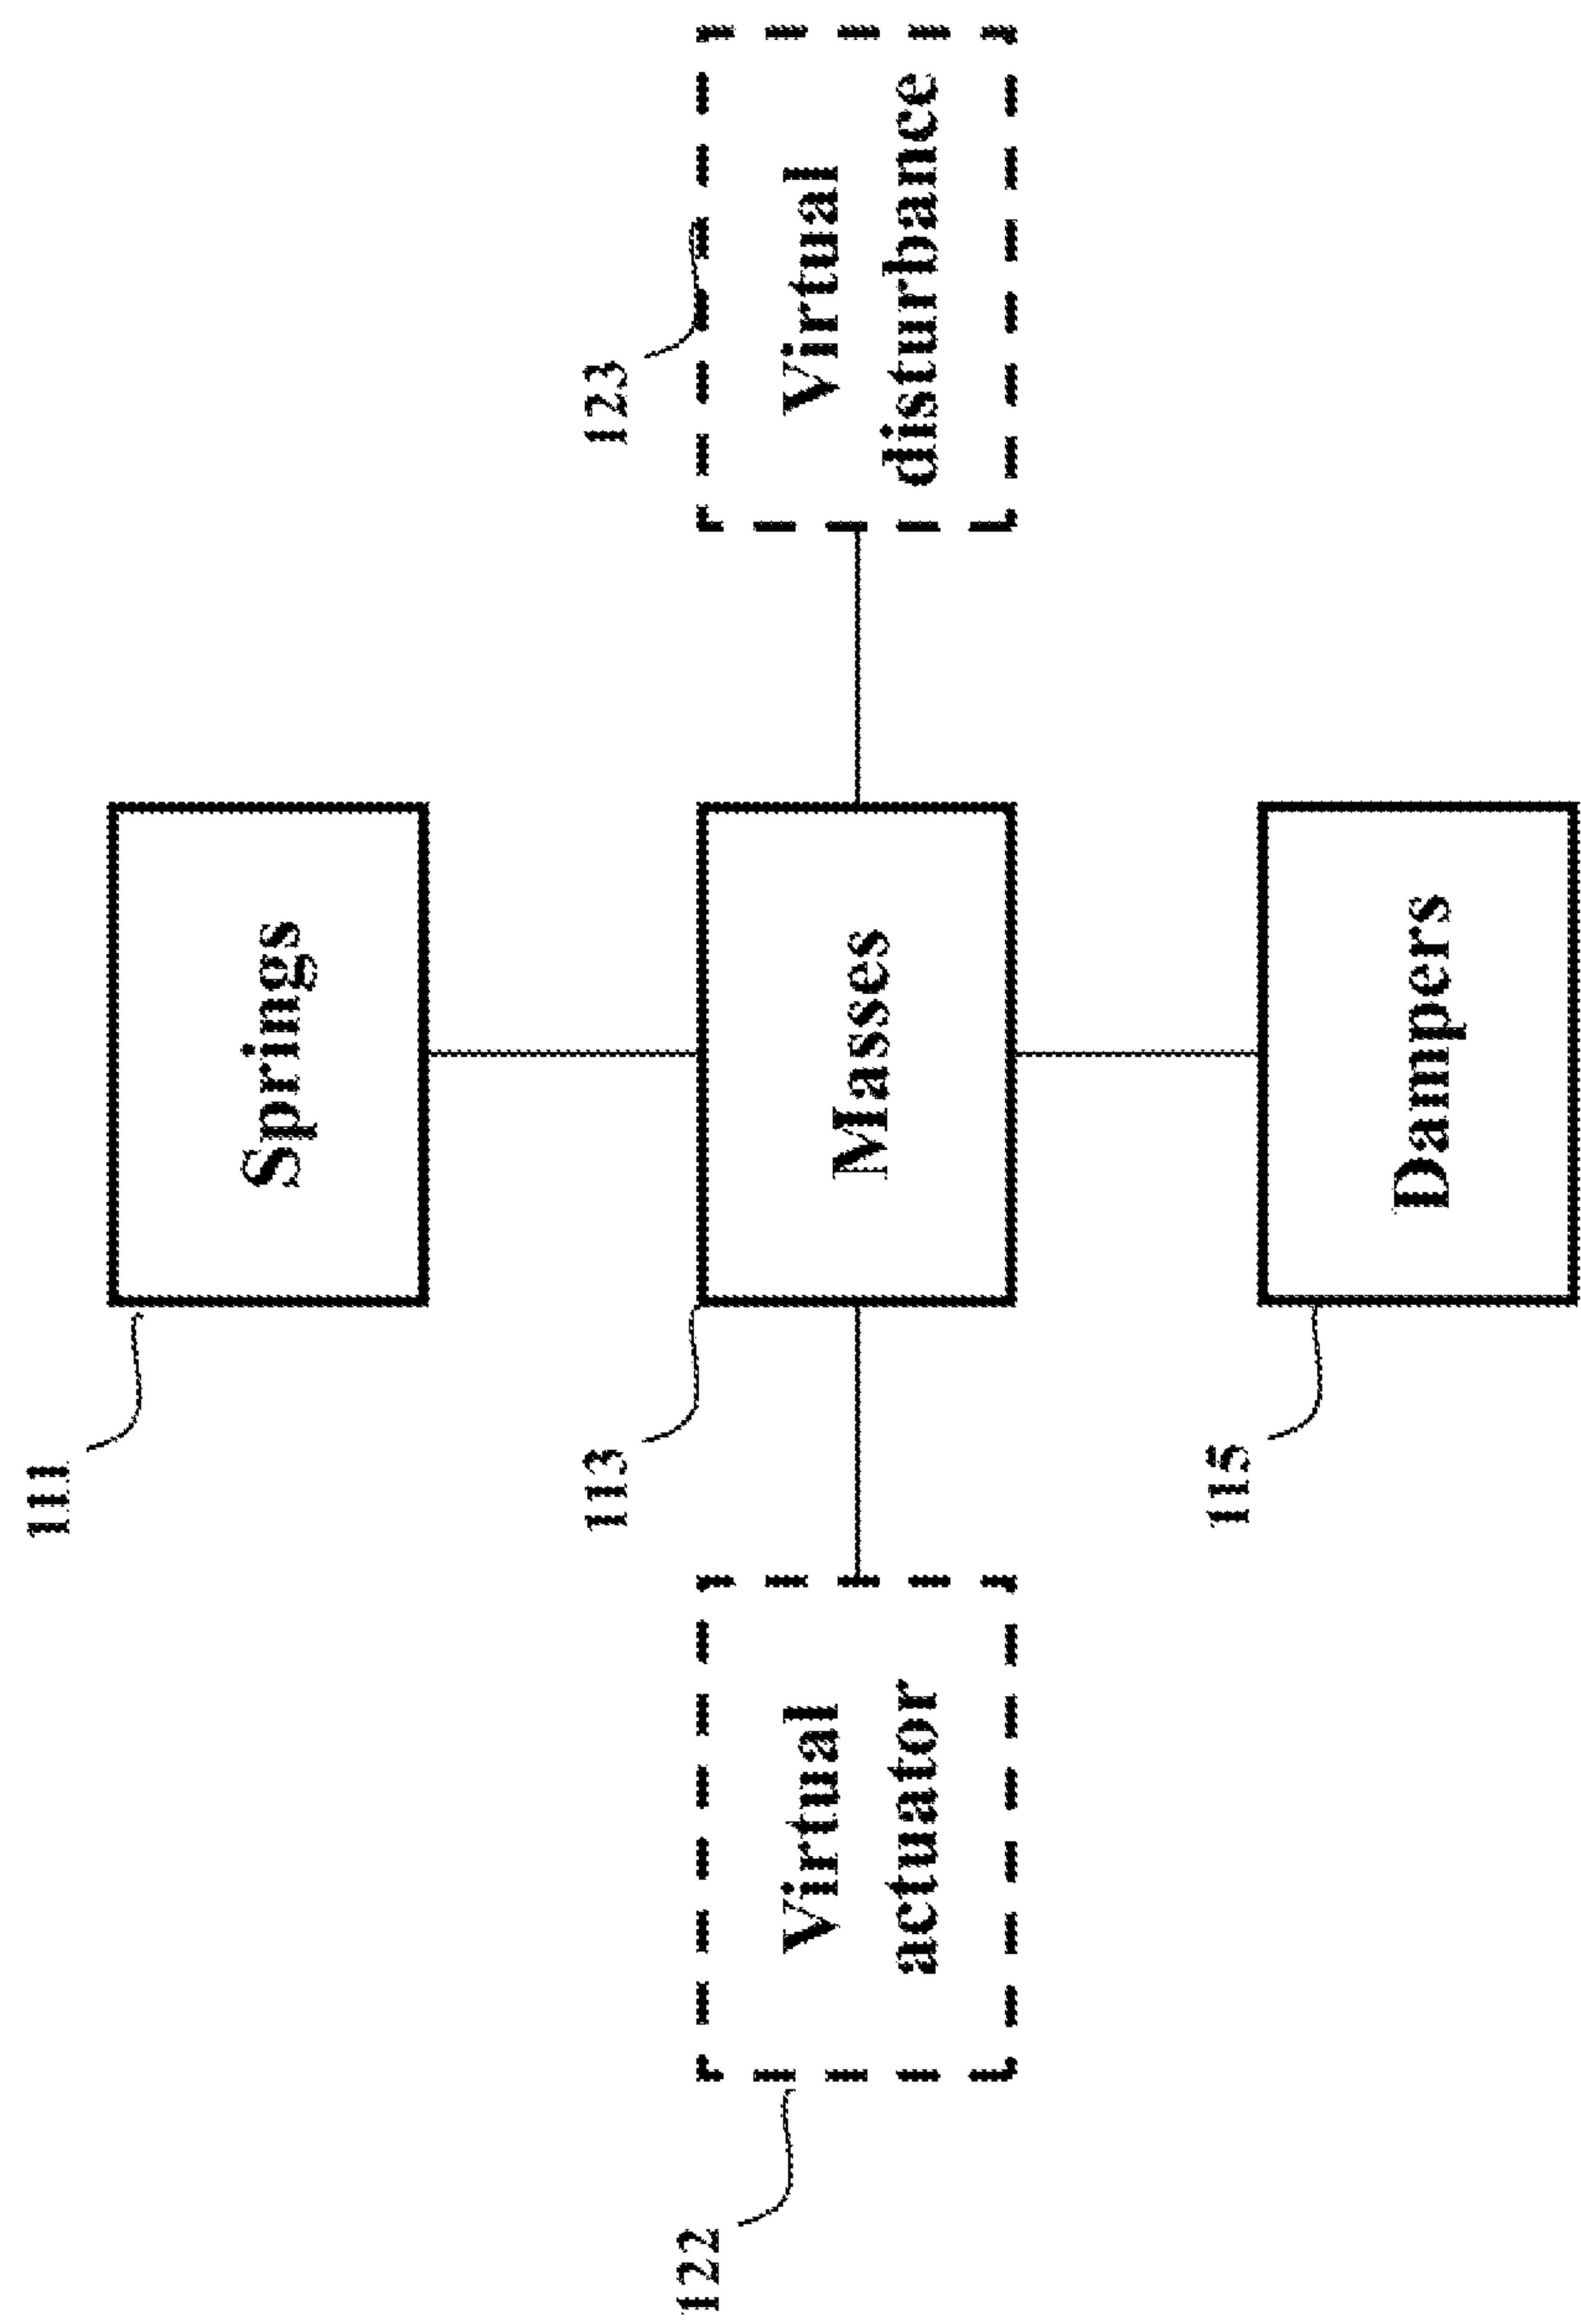 111
Springs
113
123
122
Virtual
actuator
Masses
Virtual
disturbance
115
Dampers